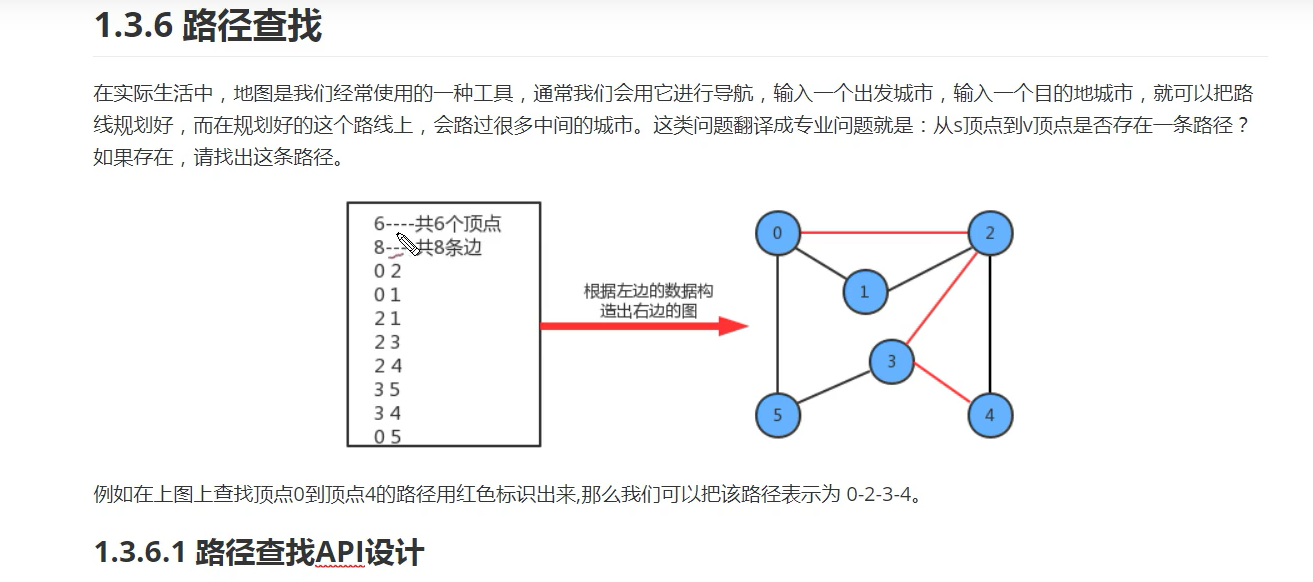 1.3.6 路径查找
在实际生活中，地图是我们经常使用的一种工具，通常我们会用它进行导航，输入一个出发城市，输入一个目的地城市，就可以把路
线规划好，而在规划好的这个路线上，会路过很多中间的城市。这类问题翻译成专业问题就是：从s顶点到v顶点是否存在一条路径？
如果存在，请找出这条路径。
6----共6个顶点
8----共8条边
0 2
0 1
2 1
2 3
2 4
3 5
3 4
0 5
根据左边的数据构
造出右边的图
0
2
1
3
5
4
例如在上图上查找顶点0到顶点4的路径用红色标识出来,那么我们可以把该路径表示为 0-2-3-4。
1.3.6.1 路径查找API设计